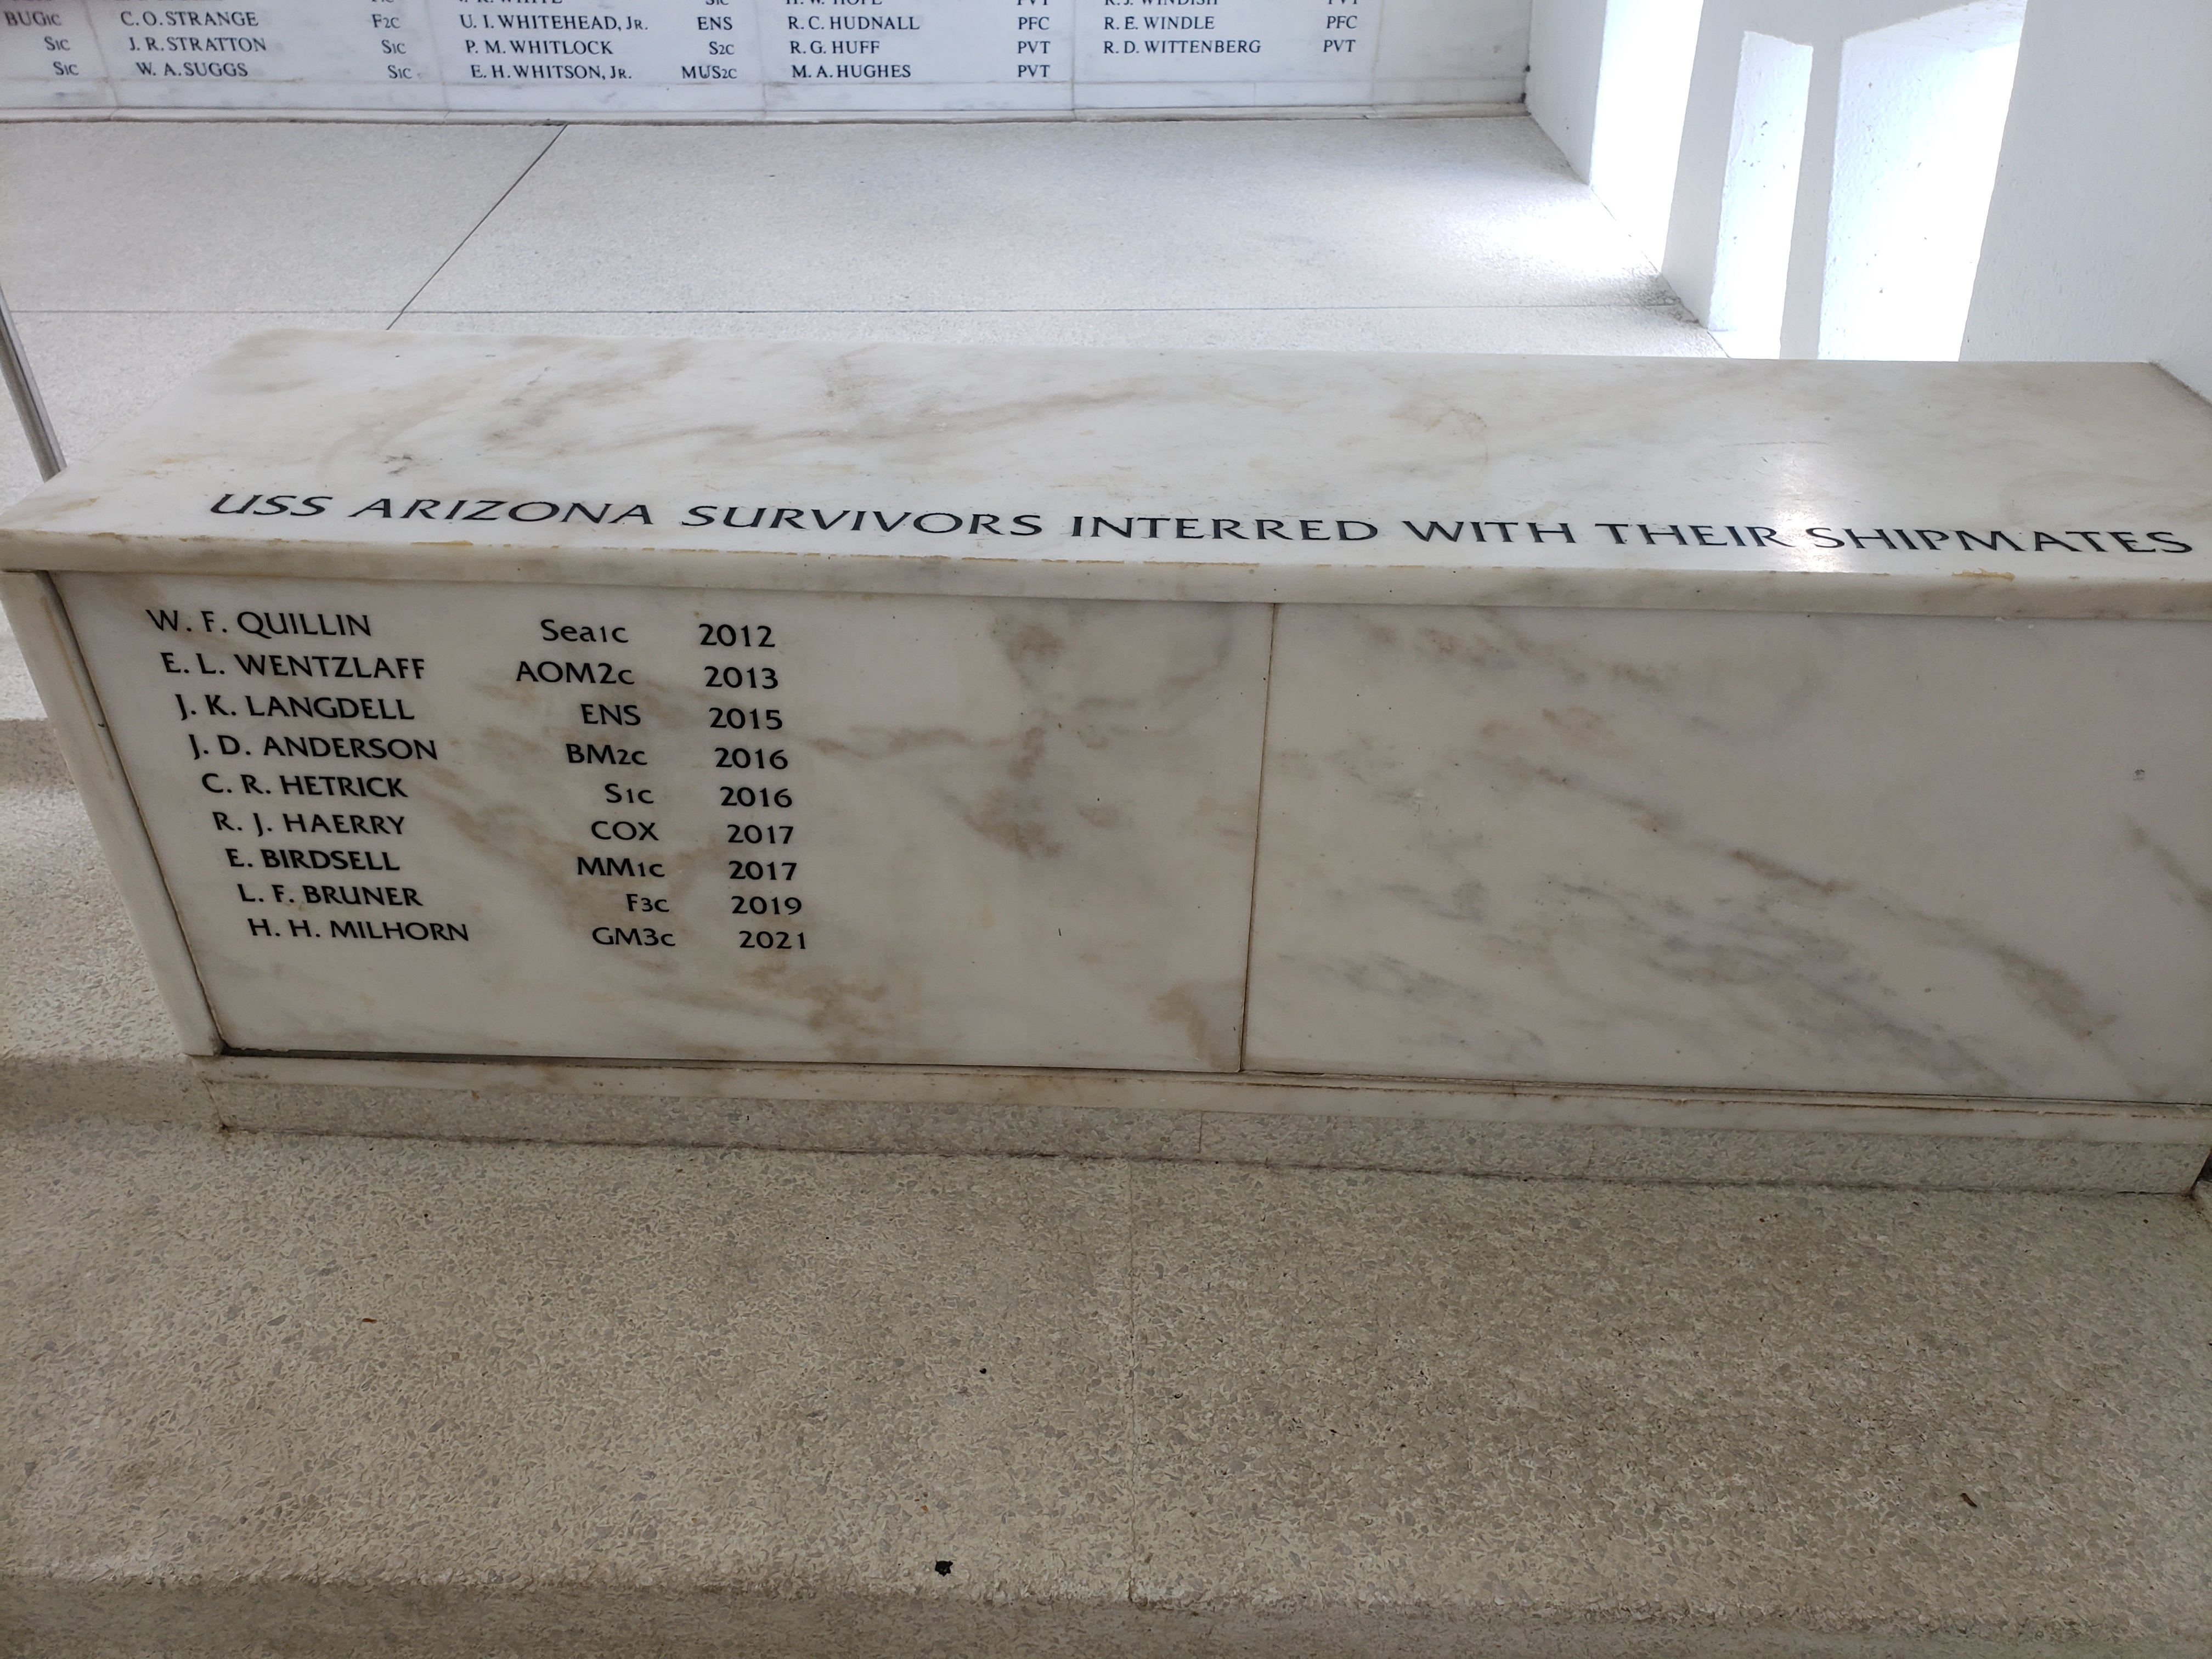 BUG1C C. O. STRANGE F2C U. I. WHITEHEAD, JR. ENS R. C. HUDNALL PFC R. E. WINDLE PFC
S1C J. R. STRATTON S1C P. M. WHITLOCK S2C R. G. HUFF PVT R. D. WITTENBERG PVT
S1C W. A. SUGGS S1C E. H. WHITSON, JR. MUS2C M. A. HUGHES PVT
USS ARIZONA SURVIVORS INTERRED WITH THEIR SHIPMATES
W. F. QUILLIN Sea1c 2012
E. L. WENTZLAFF AOM2c 2013
J. K. LANGDELL ENS 2015
J. D. ANDERSON BM2c 2016
C. R. HETRICK S1c 2016
R. J. HAERRY COX 2017
E. BIRDSELL MM1c 2017
L. F. BRUNER F3c 2019
H. H. MILHORN GM3c 2021